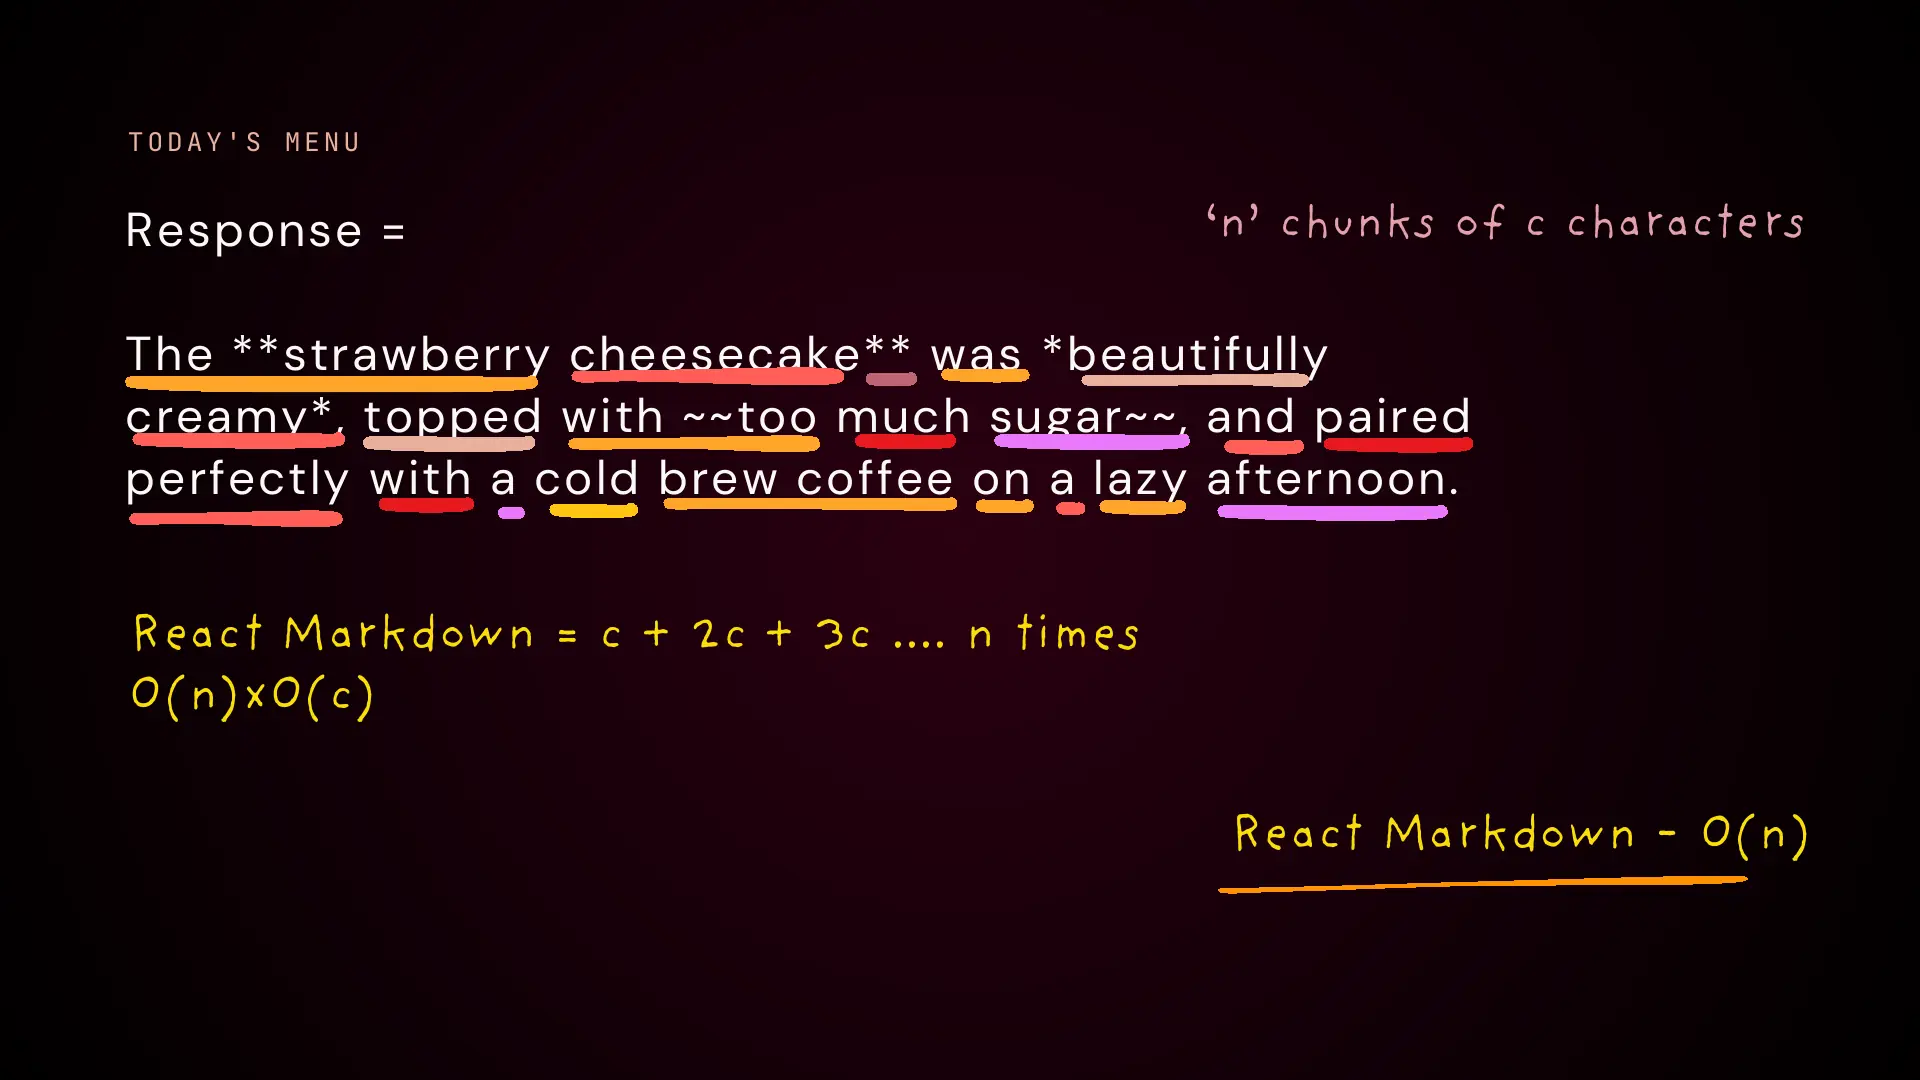 TODAY'S MENU
Response =
‘n’ chunks of c characters
The **strawberry cheesecake** was *beautifully
creamy*, topped with ~~too much sugar~~, and paired
perfectly with a cold brew coffee on a lazy afternoon.
React Markdown = c + 2c + 3c .... n times
O(n)xO(c)
React Markdown - O(n)